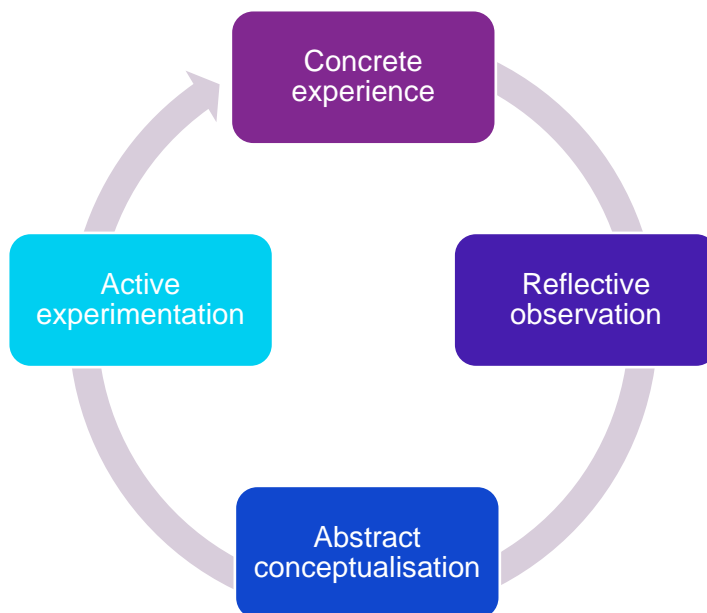 Concrete
experience
Reflective
observation
Abstract
conceptualisation
Active
experimentation